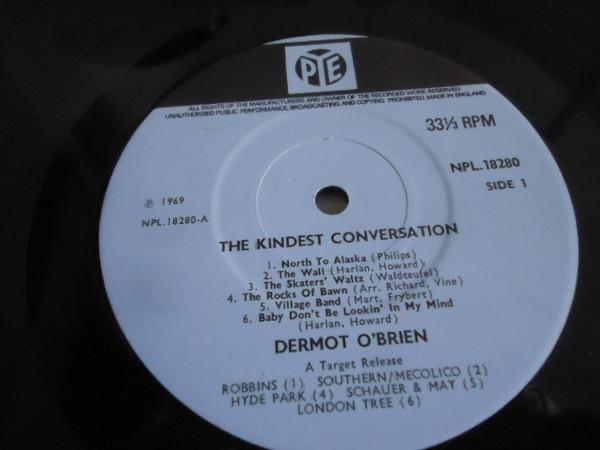 PYE
ALL RIGHTS OF THE MANUFACTURERS AND OWNER OF THE RECORDED WORK RESERVED
UNAUTHORISED PUBLIC PERFORMANCE, BROADCASTING AND COPYING PROHIBITED. MADE IN ENGLAND
33⅓ RPM
NPL.18280
SIDE 1
℗ 1969
NPL.18280-A
THE KINDEST CONVERSATION
1. North To Alaska (Philips)
2. The Wall (Harlan, Howard)
3. The Skaters' Waltz (Waldteufel)
4. The Rocks Of Bawn (Arr. Richard, Vine)
5. Village Band (Mart, Frybert)
6. Baby Don't Be Lookin' In My Mind
(Harlan, Howard)
DERMOT O'BRIEN
A Target Release
ROBBINS (1) SOUTHERN/MECOLICO (2)
HYDE PARK (4) SCHAUER & MAY (5)
LONDON TREE (6)